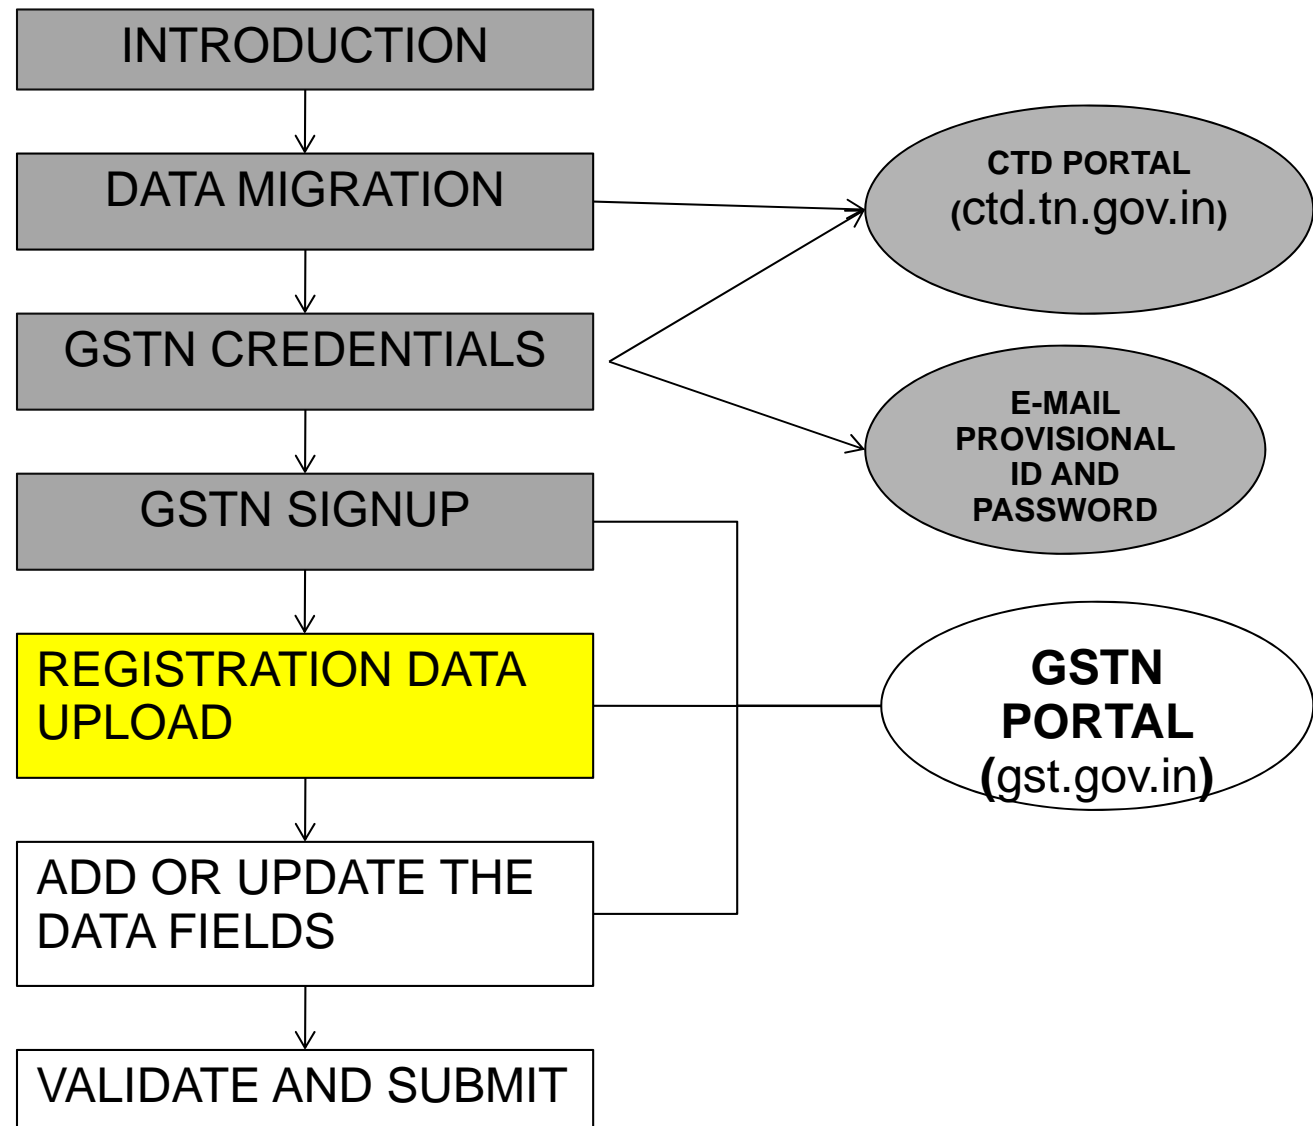 INTRODUCTION
DATA MIGRATION
GSTN CREDENTIALS
GSTN SIGNUP
REGISTRATION DATA
UPLOAD
ADD OR UPDATE THE
DATA FIELDS
VALIDATE AND SUBMIT
CTD PORTAL
(ctd.tn.gov.in)
E-MAIL
PROVISIONAL
ID AND
PASSWORD
GSTN
PORTAL
(gst.gov.in)